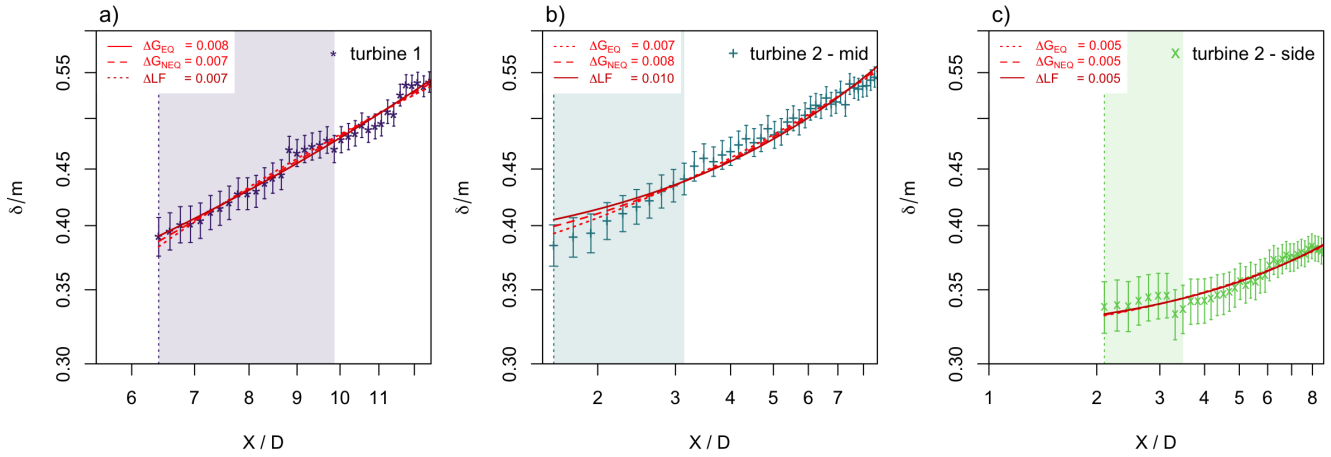 a)
ΔG_EQ = 0.008
ΔG_NEQ = 0.007
ΔLF = 0.007
* turbine 1
δ/m
0.55
0.45
0.40
0.35
0.30
6 7 8 9 10 11
X / D
b)
ΔG_EQ = 0.007
ΔG_NEQ = 0.008
ΔLF = 0.010
+ turbine 2 - mid
δ/m
0.55
0.45
0.40
0.35
0.30
2 3 4 5 6 7
X / D
c)
ΔG_EQ = 0.005
ΔG_NEQ = 0.005
ΔLF = 0.005
x turbine 2 - side
δ/m
0.55
0.45
0.40
0.35
0.30
1 2 3 4 5 6 8
X / D